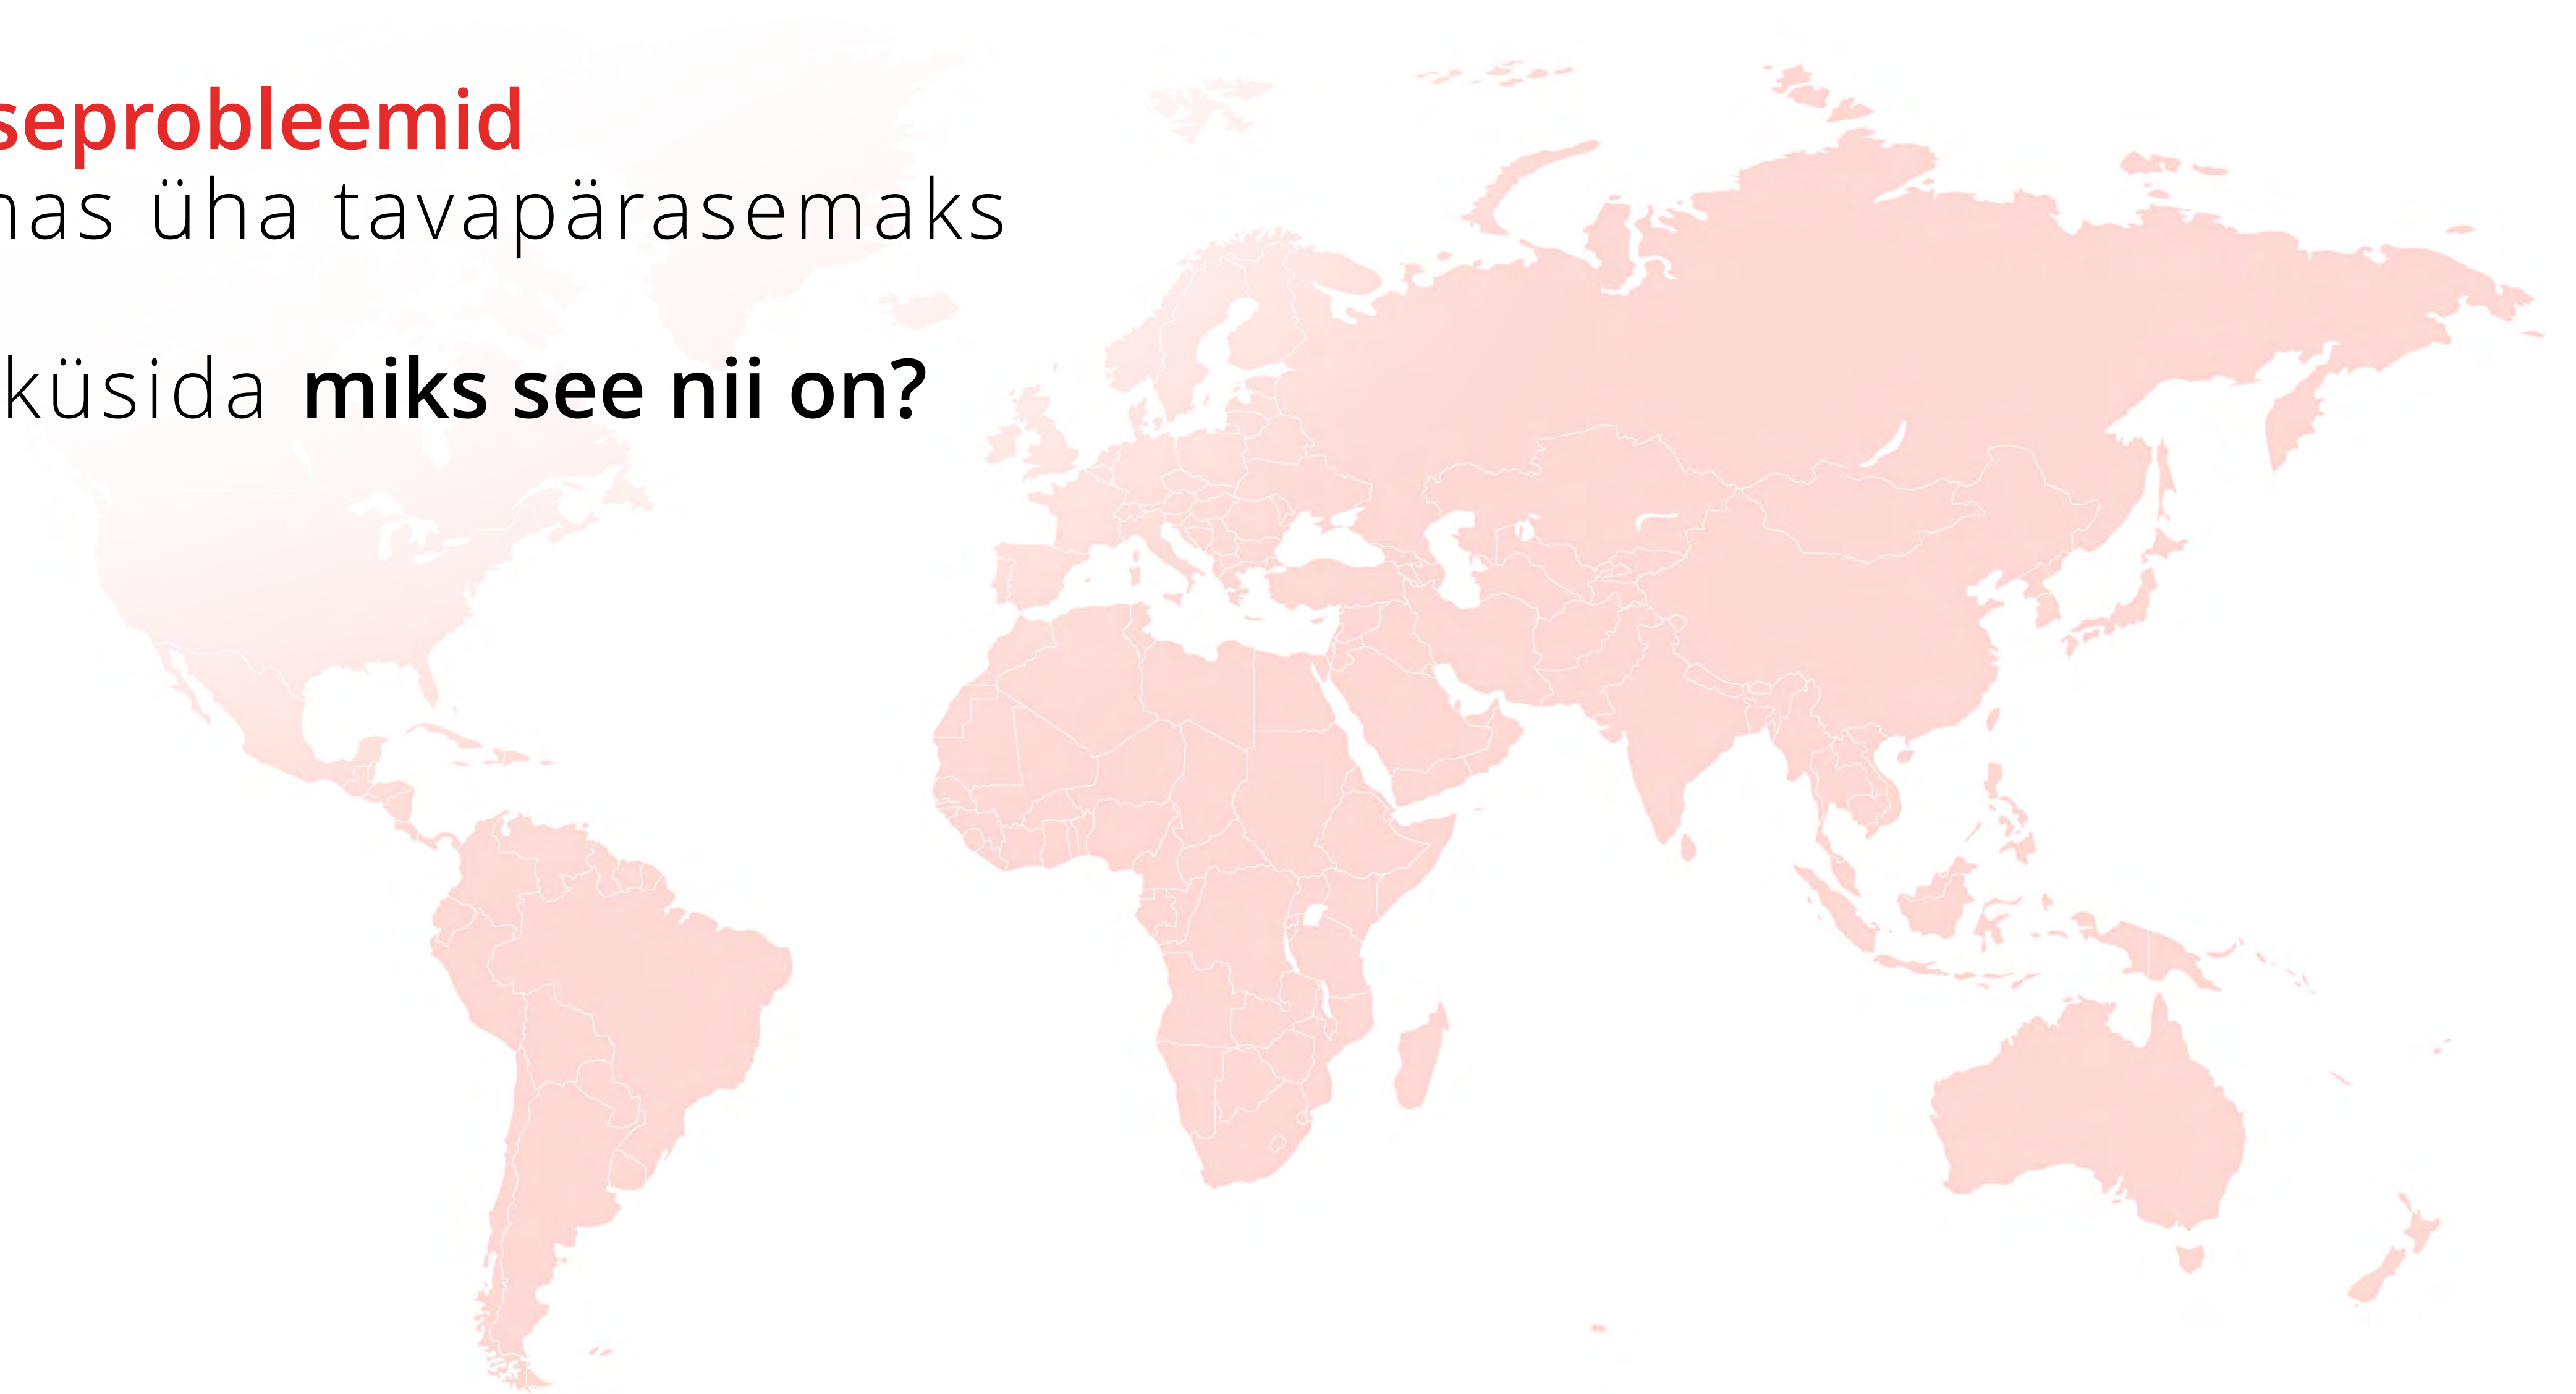 seprobleemid
nas üha tavapärasemaks
küsida miks see nii on?